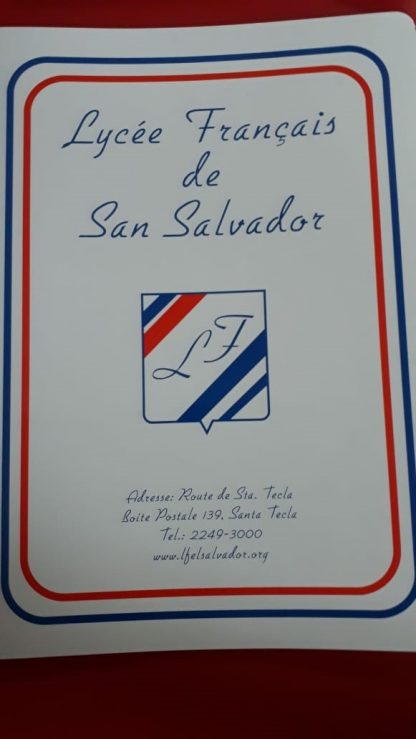 Lycée Français
de
San Salvador
LF
Adresse: Route de Sta. Tecla
Boite Postale 139, Santa Tecla
Tel.: 2249-3000
www.lfelsalvador.org